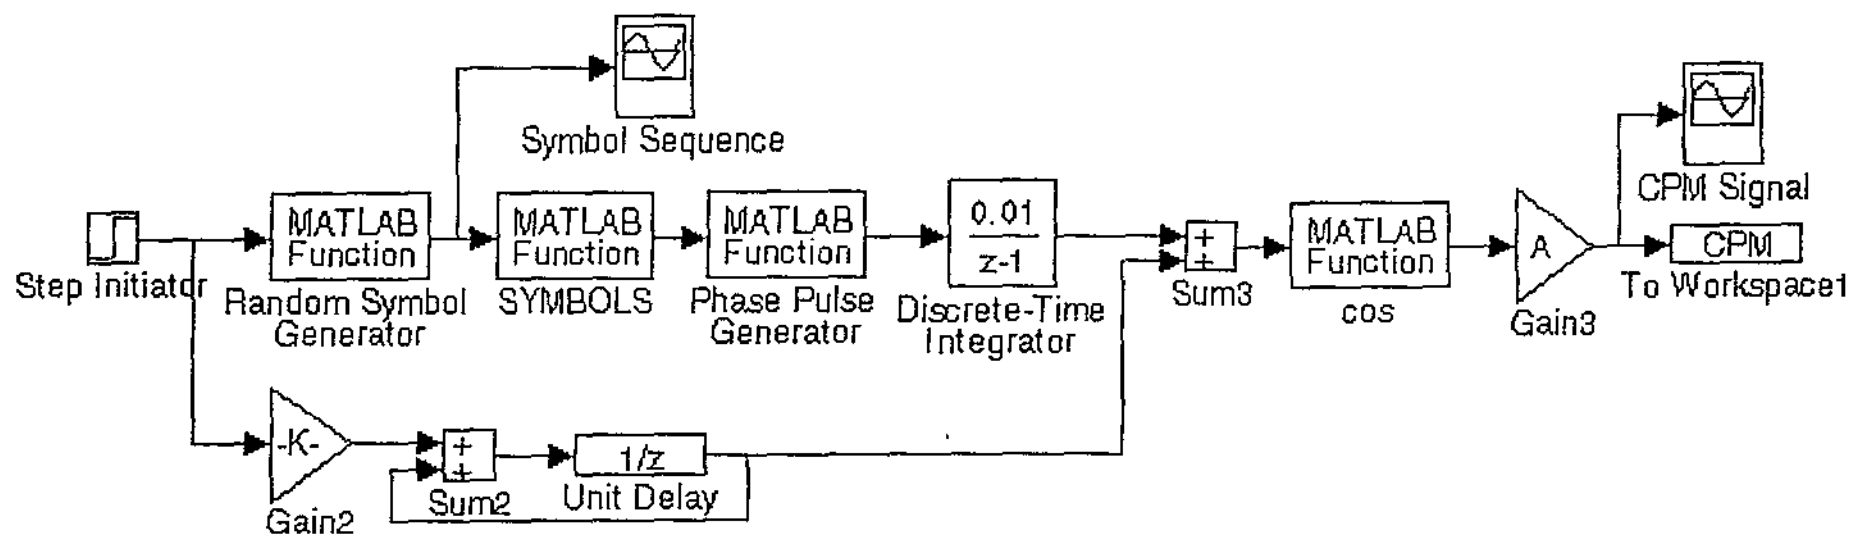 Symbol Sequence
CPM Signal
Step Initiator
MATLAB
Function
Random Symbol
Generator
MATLAB
Function
SYMBOLS
MATLAB
Function
Phase Pulse
Generator
0.01
z-1
Discrete-Time
Integrator
+
+
Sum3
MATLAB
Function
cos
A
Gain3
CPM
To Workspace1
-K-
Gain2
+
+
Sum2
1/z
Unit Delay